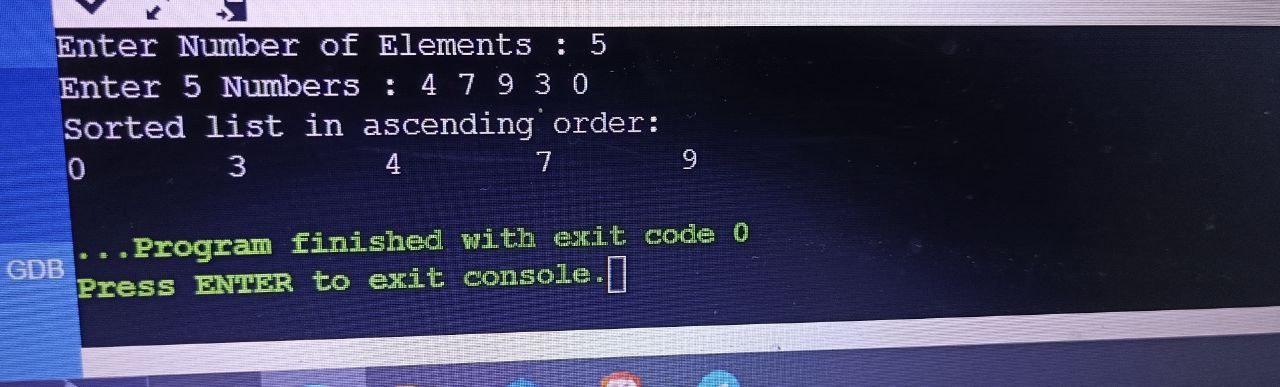 Enter Number of Elements : 5
Enter 5 Numbers : 4 7 9 3 0
Sorted list in ascending order:
0 3 4 7 9
...Program finished with exit code 0
GDB
Press ENTER to exit console.